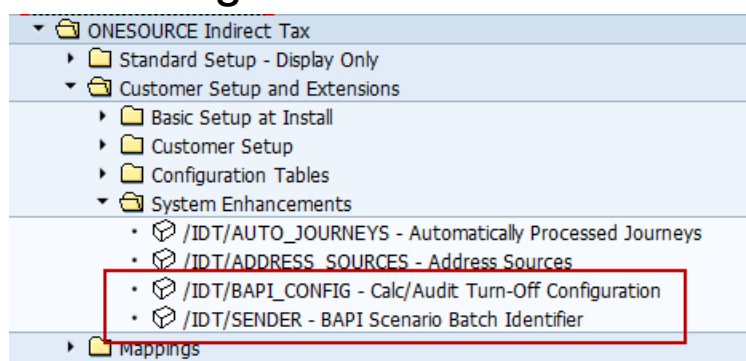 ONESOURCE Indirect Tax
Standard Setup - Display Only
Customer Setup and Extensions
Basic Setup at Install
Customer Setup
Configuration Tables
System Enhancements
/IDT/AUTO_JOURNEYS - Automatically Processed Journeys
/IDT/ADDRESS_SOURCES - Address Sources
/IDT/BAPI_CONFIG - Calc/Audit Turn-Off Configuration
/IDT/SENDER - BAPI Scenario Batch Identifier
Mappings